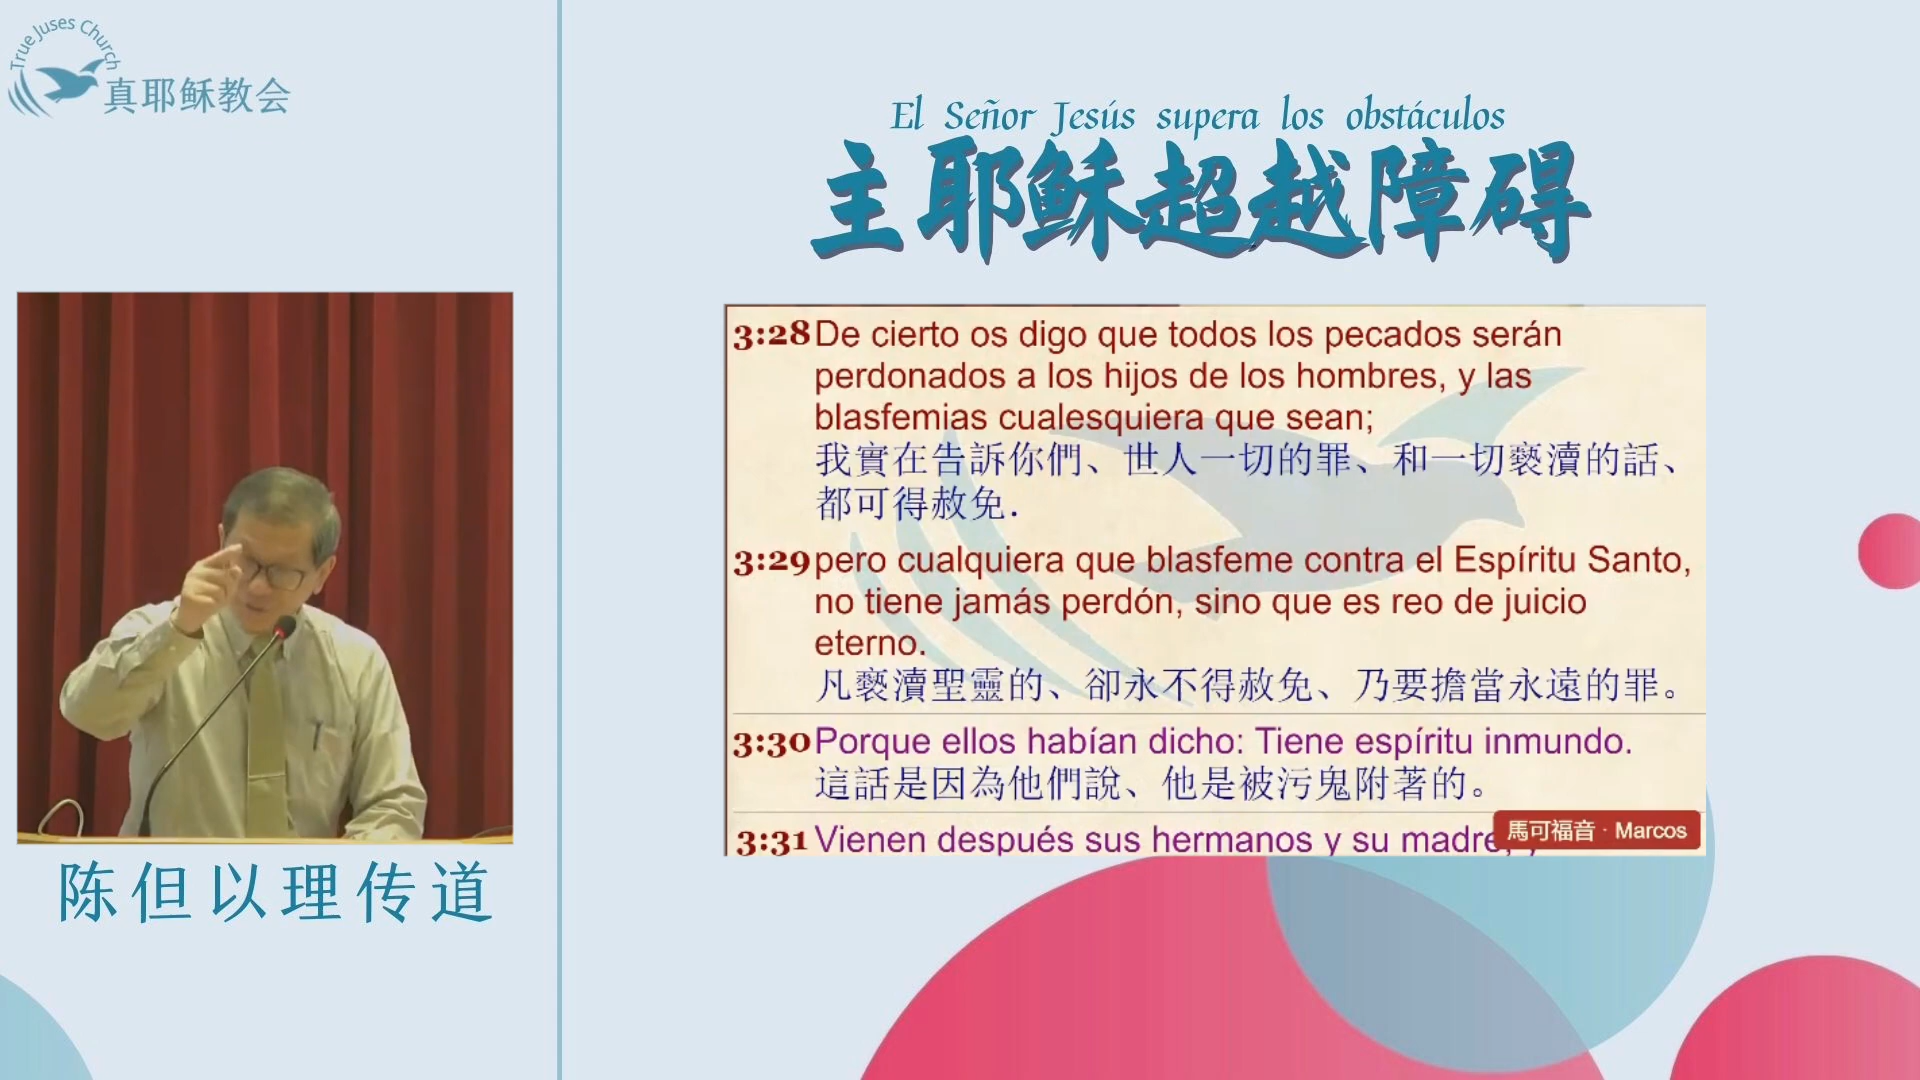 True Juses Church
真耶稣教会
El Señor Jesús supera los obstáculos
主耶稣超越障碍
3:28 De cierto os digo que todos los pecados serán
perdonados a los hijos de los hombres, y las
blasfemias cualesquiera que sean;
我實在告訴你們、世人一切的罪、和一切褻瀆的話、
都可得赦免.
3:29 pero cualquiera que blasfeme contra el Espíritu Santo,
no tiene jamás perdón, sino que es reo de juicio
eterno.
凡褻瀆聖靈的、卻永不得赦免、乃要擔當永遠的罪。
3:30 Porque ellos habían dicho: Tiene espíritu inmundo.
這話是因為他們說、他是被污鬼附著的。
3:31 Vienen después sus hermanos y su madre,
馬可福音 · Marcos
陈但以理传道